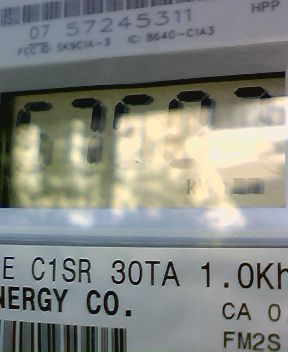 HPP
07 57245311
FCC ID: SK9C1A-3 IC: 864G-C1A3
E C1SR 30TA 1.0Kh
NERGY CO.
CA 0
FM2S